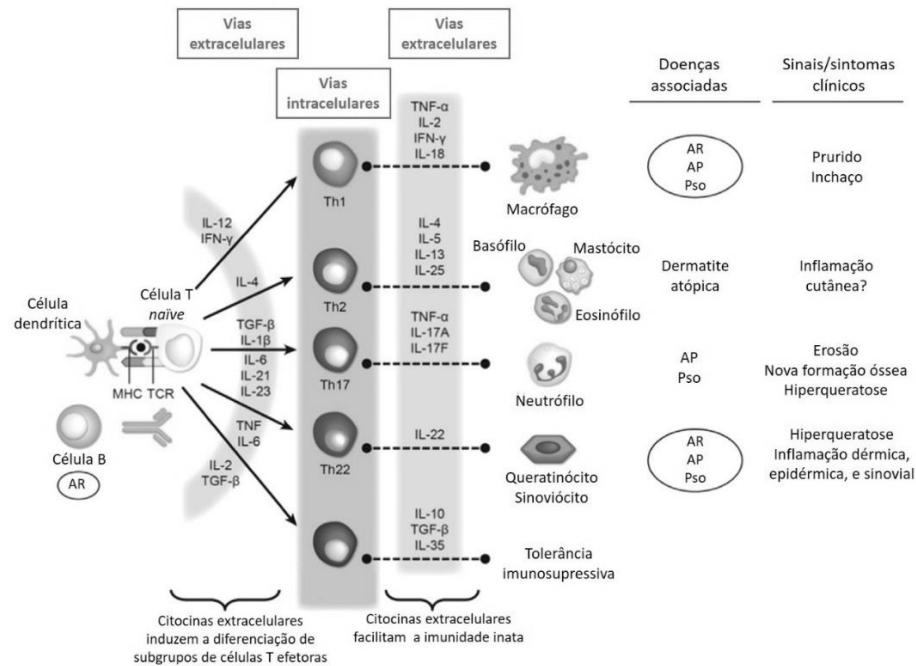 Vias
extracelulares
Vias
extracelulares
Vias
intracelulares
Doenças
associadas
Sinais/sintomas
clínicos
TNF-α
IL-2
IFN-γ
IL-18
Th1
Macrófago
AR
AP
Pso
Prurido
Inchaço
IL-12
IFN-γ
IL-4
IL-5
IL-13
IL-25
Basófilo
Mastócito
Eosinófilo
Th2
Dermatite
atópica
Inflamação
cutânea?
Célula
dendrítica
Célula T
naïve
IL-4
MHC TCR
TGF-β
IL-1β
IL-6
IL-21
IL-23
Th17
TNF-α
IL-17A
IL-17F
Neutrófilo
AP
Pso
Erosão
Nova formação óssea
Hiperqueratose
Célula B
AR
TNF
IL-6
Th22
IL-22
Queratinócito
Sinoviócito
AR
AP
Pso
Hiperqueratose
Inflamação dérmica,
epidérmica, e sinovial
IL-2
TGF-β
IL-10
TGF-β
IL-35
Tolerância
imunosupressiva
Citocinas extracelulares
induzem a diferenciação de
subgrupos de células T efetoras
Citocinas extracelulares
facilitam a imunidade inata